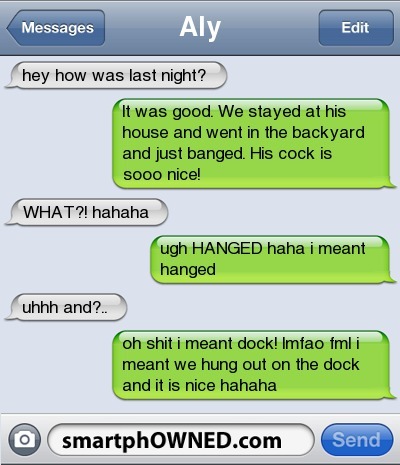 Messages
Aly
Edit
hey how was last night?
It was good. We stayed at his
house and went in the backyard
and just banged. His cock is
sooo nice!
WHAT?! hahaha
ugh HANGED haha i meant
hanged
uhhh and?..
oh shit i meant dock! lmfao fml i
meant we hung out on the dock
and it is nice hahaha
smartphOWNED.com
Send